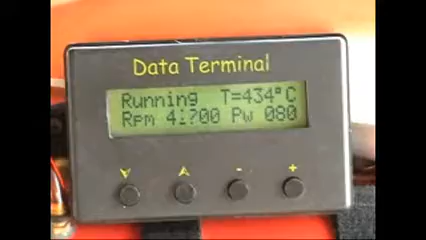 Data Terminal
Running T=434°C
Rpm 41700 Pw 080
- +